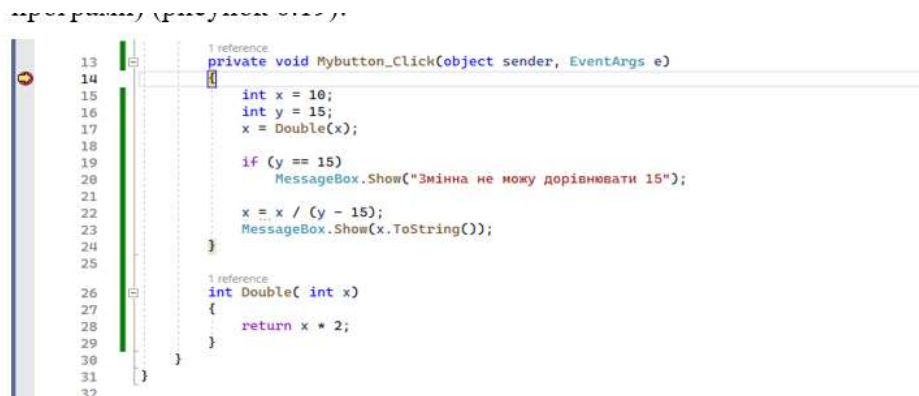 1 reference
13 private void Mybutton_Click(object sender, EventArgs e)
14 {
15 int x = 10;
16 int y = 15;
17 x = Double(x);
18
19 if (y == 15)
20 MessageBox.Show("Змінна не можу дорівнювати 15");
21
22 x = x / (y - 15);
23 MessageBox.Show(x.ToString());
24 }
25
1 reference
26 int Double( int x)
27 {
28 return x * 2;
29 }
30 }
31 }
32